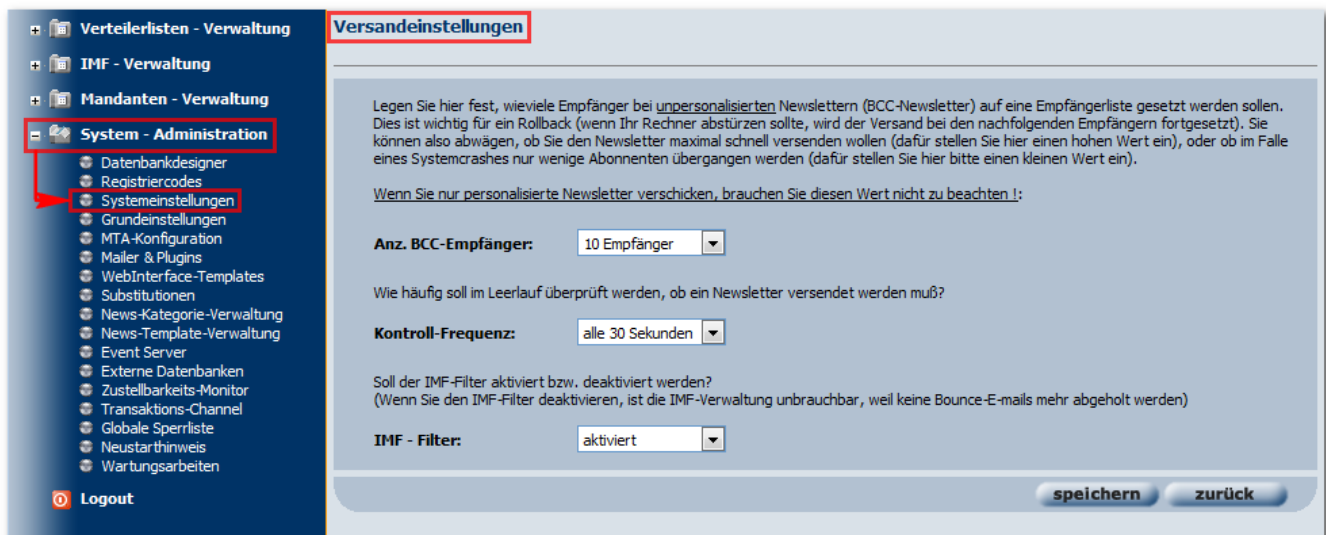 Verteilerlisten - Verwaltung
IMF - Verwaltung
Mandanten - Verwaltung
System - Administration
Datenbankdesigner
Registriercodes
Systemeinstellungen
Grundeinstellungen
MTA-Konfiguration
Mailer & Plugins
WebInterface-Templates
Substitutionen
News-Kategorie-Verwaltung
News-Template-Verwaltung
Event Server
Externe Datenbanken
Zustellbarkeits-Monitor
Transaktions-Channel
Globale Sperrliste
Neustarthinweis
Wartungsarbeiten
Logout
Versandeinstellungen
Legen Sie hier fest, wieviele Empfänger bei unpersonalisierten Newslettern (BCC-Newsletter) auf eine Empfängerliste gesetzt werden sollen.
Dies ist wichtig für ein Rollback (wenn Ihr Rechner abstürzen sollte, wird der Versand bei den nachfolgenden Empfängern fortgesetzt). Sie
können also abwägen, ob Sie den Newsletter maximal schnell versenden wollen (dafür stellen Sie hier einen hohen Wert ein), oder ob im Falle
eines Systemcrashes nur wenige Abonnenten übergangen werden (dafür stellen Sie hier bitte einen kleinen Wert ein).
Wenn Sie nur personalisierte Newsletter verschicken, brauchen Sie diesen Wert nicht zu beachten !:
Anz. BCC-Empfänger: 10 Empfänger
Wie häufig soll im Leerlauf überprüft werden, ob ein Newsletter versendet werden muß?
Kontroll-Frequenz: alle 30 Sekunden
Soll der IMF-Filter aktiviert bzw. deaktiviert werden?
(Wenn Sie den IMF-Filter deaktivieren, ist die IMF-Verwaltung unbrauchbar, weil keine Bounce-E-mails mehr abgeholt werden)
IMF - Filter: aktiviert
speichern zurück